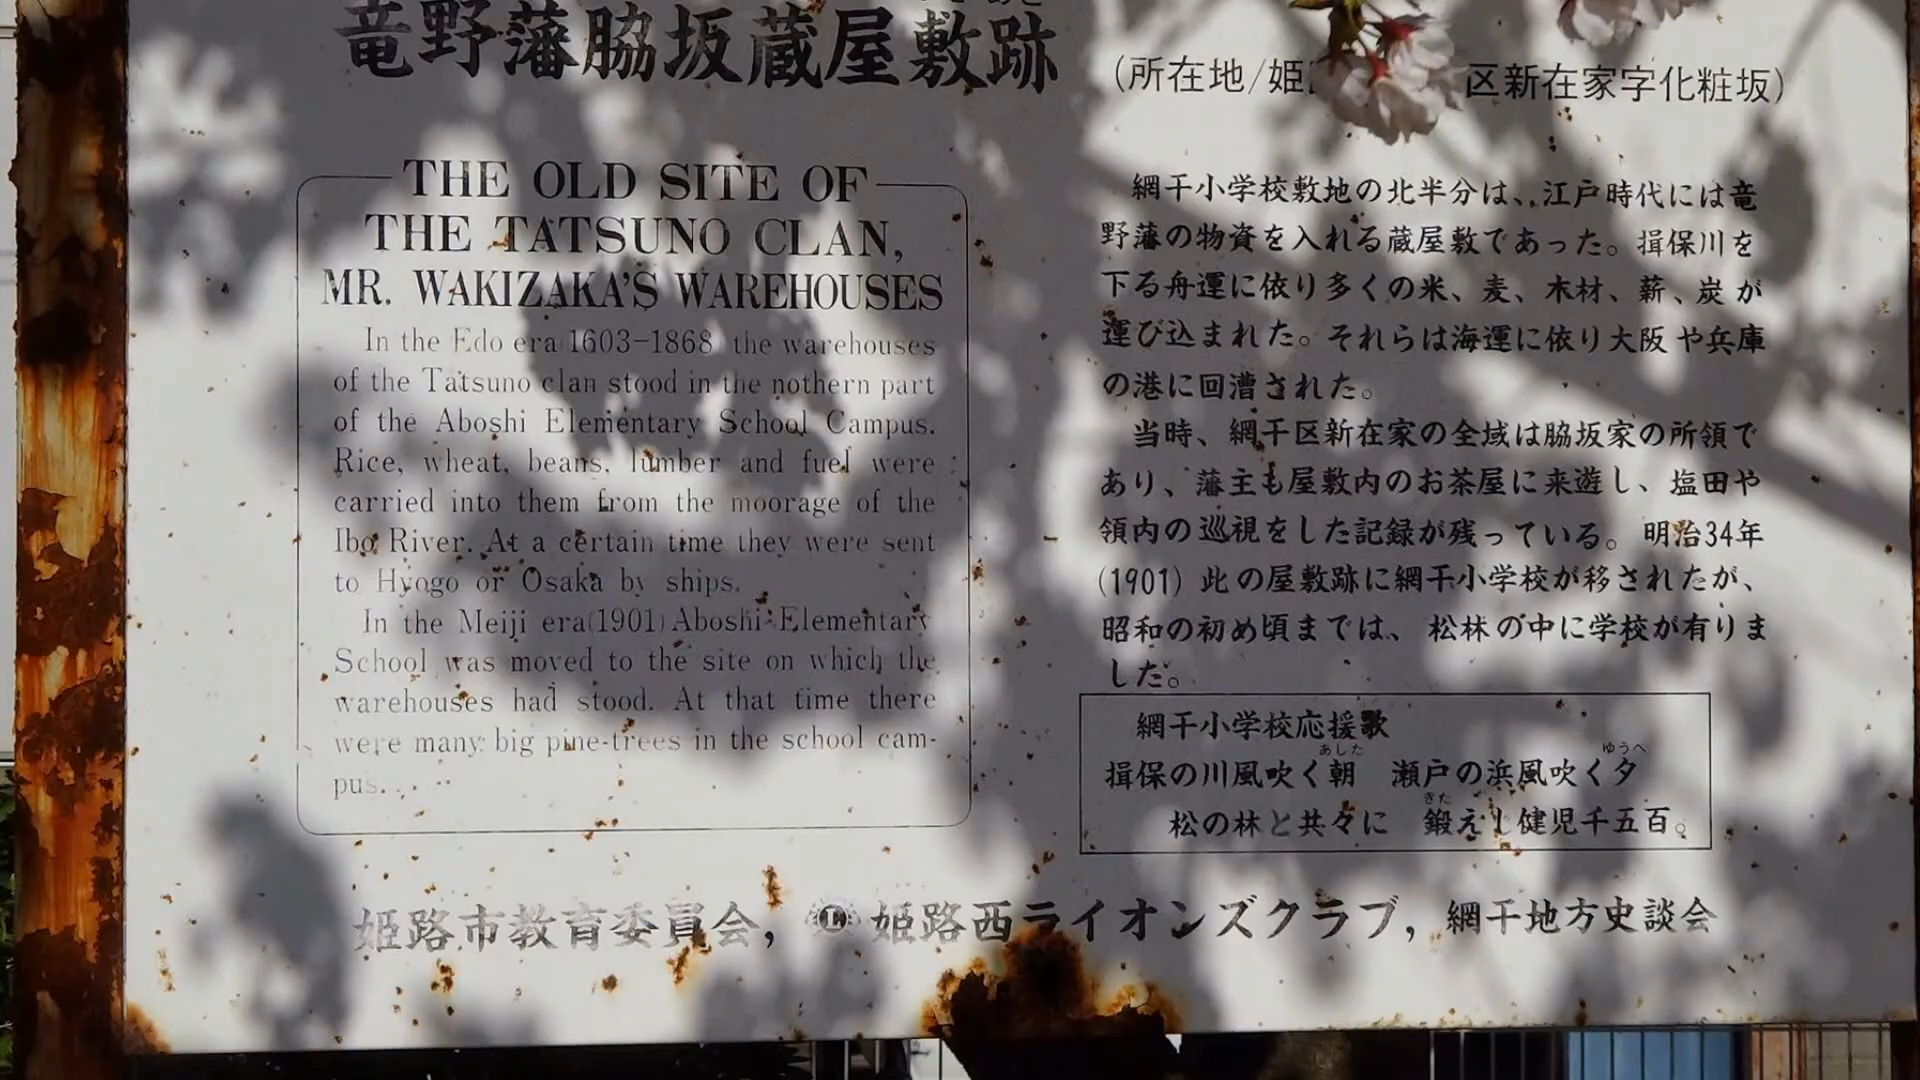 竜野藩脇坂蔵屋敷跡
(所在地/姫 区新在家字化粧坂)
THE OLD SITE OF
THE TATSUNO CLAN,
MR. WAKIZAKA'S WAREHOUSES
In the Edo era 1603-1868 the warehouses
of the Tatsuno clan stood in the nothern part
of the Aboshi Elementary School Campus.
Rice, wheat, beans, lumber and fuel were
carried into them from the moorage of the
Ibo River. At a certain time they were sent
to Hyogo or Osaka by ships.
In the Meiji era(1901) Aboshi Elementary
School was moved to the site on which the
warehouses had stood. At that time there
were many big pine-trees in the school cam-
pus.
網干小学校敷地の北半分は、江戸時代には竜
野藩の物資を入れる蔵屋敷であった。揖保川を
下る舟運に依り多くの米、麦、木材、薪、炭が
運び込まれた。それらは海運に依り大阪や兵庫
の港に回漕された。
当時、網干区新在家の全域は脇坂家の所領で
あり、藩主も屋敷内のお茶屋に来遊し、塩田や
領内の巡視をした記録が残っている。明治34年
(1901) 此の屋敷跡に網干小学校が移されたが、
昭和の初め頃までは、松林の中に学校が有りま
した。
網干小学校応援歌
揖保の川風吹く朝 瀬戸の浜風吹く夕
あした ゆうべ
松の林と共々に 鍛えし健児千五百。
きた
姫路市教育委員会, L 姫路西ライオンズクラブ, 網干地方史談会